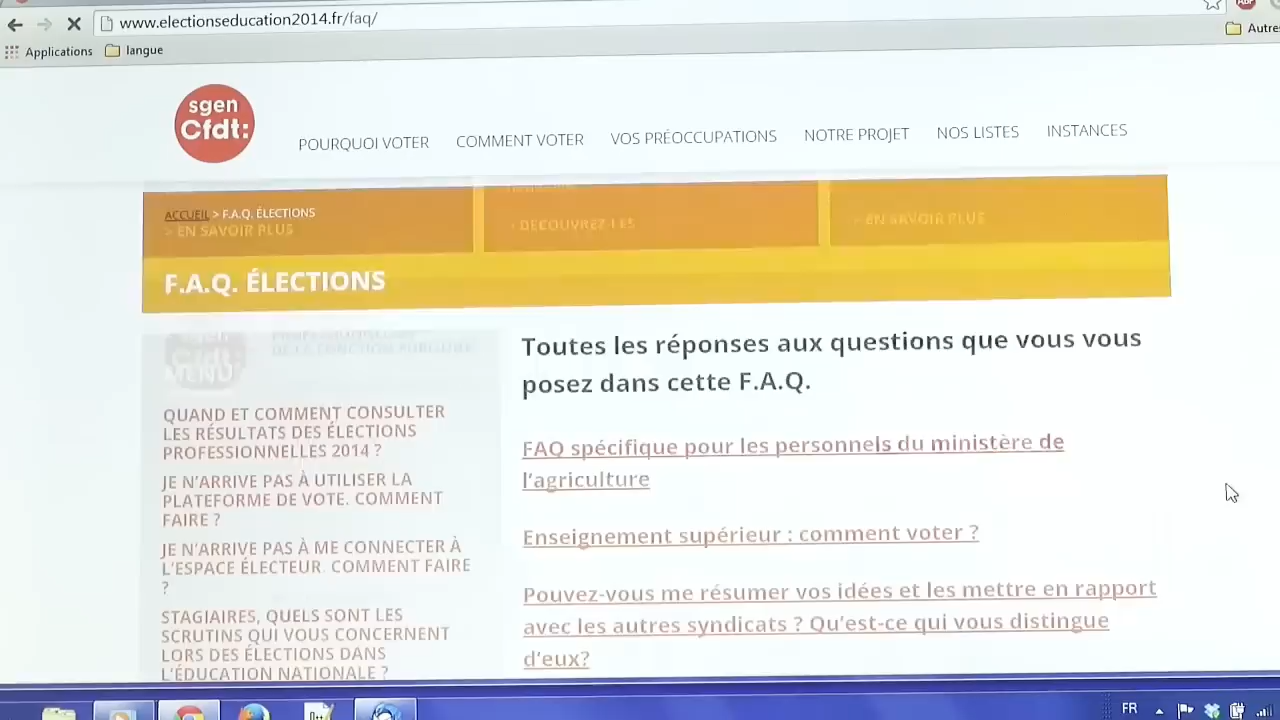 www.electionseducation2014.fr/faq/
Applications langue Autre
sgen
Cfdt:
POURQUOI VOTER COMMENT VOTER VOS PRÉOCCUPATIONS NOTRE PROJET NOS LISTES INSTANCES
ACCUEIL > F.A.Q. ÉLECTIONS
> EN SAVOIR PLUS > DECOUVREZ-LES > EN SAVOIR PLUS
F.A.Q. ÉLECTIONS
MENU
QUAND ET COMMENT CONSULTER
LES RÉSULTATS DES ÉLECTIONS
PROFESSIONNELLES 2014 ?
JE N'ARRIVE PAS À UTILISER LA
PLATEFORME DE VOTE. COMMENT
FAIRE ?
JE N'ARRIVE PAS À ME CONNECTER À
L'ESPACE ÉLECTEUR. COMMENT FAIRE
?
STAGIAIRES, QUELS SONT LES
SCRUTINS QUI VOUS CONCERNENT
LORS DES ÉLECTIONS DANS
L'ÉDUCATION NATIONALE ?
Toutes les réponses aux questions que vous vous
posez dans cette F.A.Q.
FAQ spécifique pour les personnels du ministère de
l'agriculture
Enseignement supérieur : comment voter ?
Pouvez-vous me résumer vos idées et les mettre en rapport
avec les autres syndicats ? Qu'est-ce qui vous distingue
d'eux?
FR